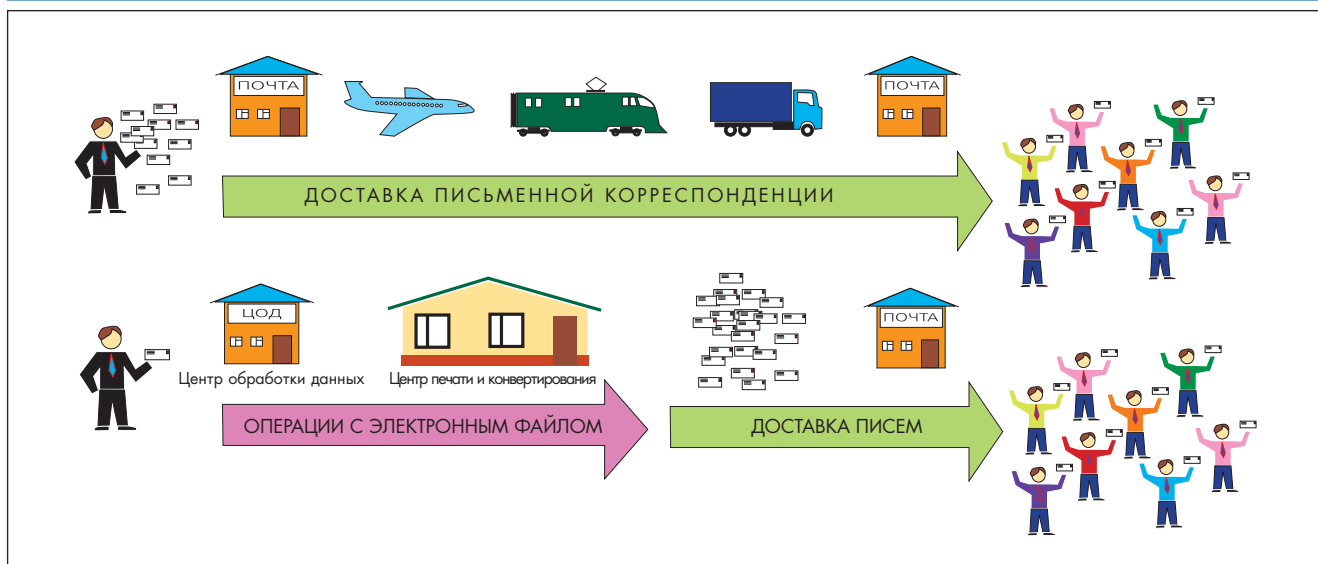 ПОЧТА
ПОЧТА
ДОСТАВКА ПИСЬМЕННОЙ КОРРЕСПОНДЕНЦИИ
ЦОД
ПОЧТА
Центр обработки данных
Центр печати и конвертирования
ОПЕРАЦИИ С ЭЛЕКТРОННЫМ ФАЙЛОМ
ДОСТАВКА ПИСЕМ